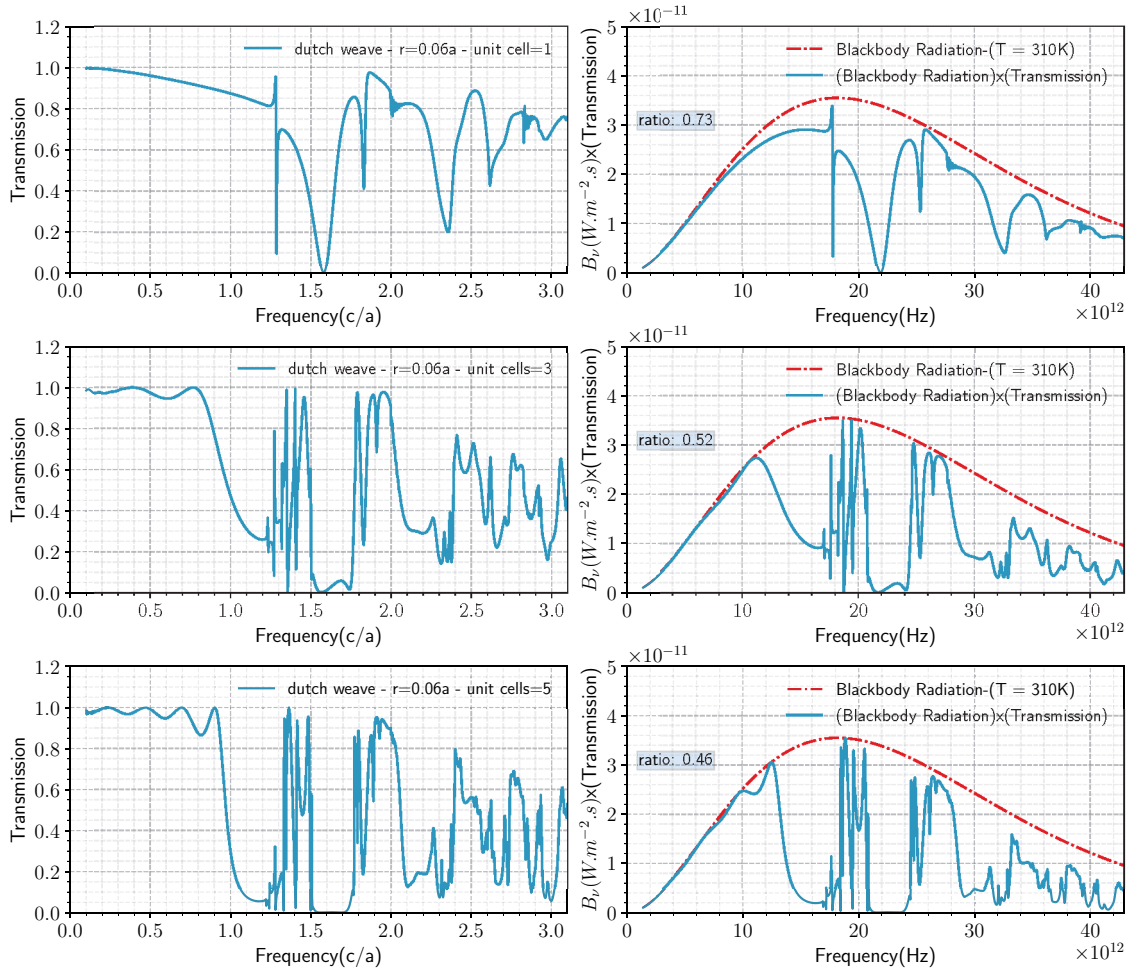 ×10⁻¹¹
1.2
1.0
0.8
0.6
0.4
0.2
0.0
Transmission
dutch weave - r=0.06a - unit cell=1
0.0 0.5 1.0 1.5 2.0 2.5 3.0
Frequency(c/a)
5
4
3
2
1
0
B_ν(W.m⁻².s)x(Transmission)
Blackbody Radiation-(T = 310K)
(Blackbody Radiation)x(Transmission)
ratio: 0.73
0 10 20 30 40
×10¹²
Frequency(Hz)
×10⁻¹¹
1.2
1.0
0.8
0.6
0.4
0.2
0.0
Transmission
dutch weave - r=0.06a - unit cells=3
0.0 0.5 1.0 1.5 2.0 2.5 3.0
Frequency(c/a)
5
4
3
2
1
0
B_ν(W.m⁻².s)x(Transmission)
Blackbody Radiation-(T = 310K)
(Blackbody Radiation)x(Transmission)
ratio: 0.52
0 10 20 30 40
×10¹²
Frequency(Hz)
×10⁻¹¹
1.2
1.0
0.8
0.6
0.4
0.2
0.0
Transmission
dutch weave - r=0.06a - unit cells=5
0.0 0.5 1.0 1.5 2.0 2.5 3.0
Frequency(c/a)
5
4
3
2
1
0
B_ν(W.m⁻².s)x(Transmission)
Blackbody Radiation-(T = 310K)
(Blackbody Radiation)x(Transmission)
ratio: 0.46
0 10 20 30 40
×10¹²
Frequency(Hz)